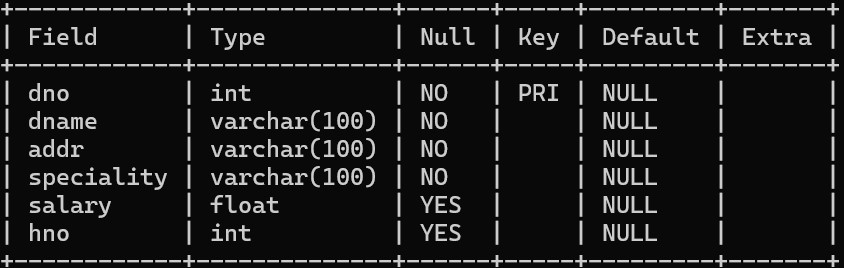 +-------------+--------------+------+-----+---------+-------+
| Field       | Type         | Null | Key | Default | Extra |
+-------------+--------------+------+-----+---------+-------+
| dno         | int          | NO   | PRI | NULL    |       |
| dname       | varchar(100) | NO   |     | NULL    |       |
| addr        | varchar(100) | NO   |     | NULL    |       |
| speciality  | varchar(100) | NO   |     | NULL    |       |
| salary      | float        | YES  |     | NULL    |       |
| hno         | int          | YES  |     | NULL    |       |
+-------------+--------------+------+-----+---------+-------+